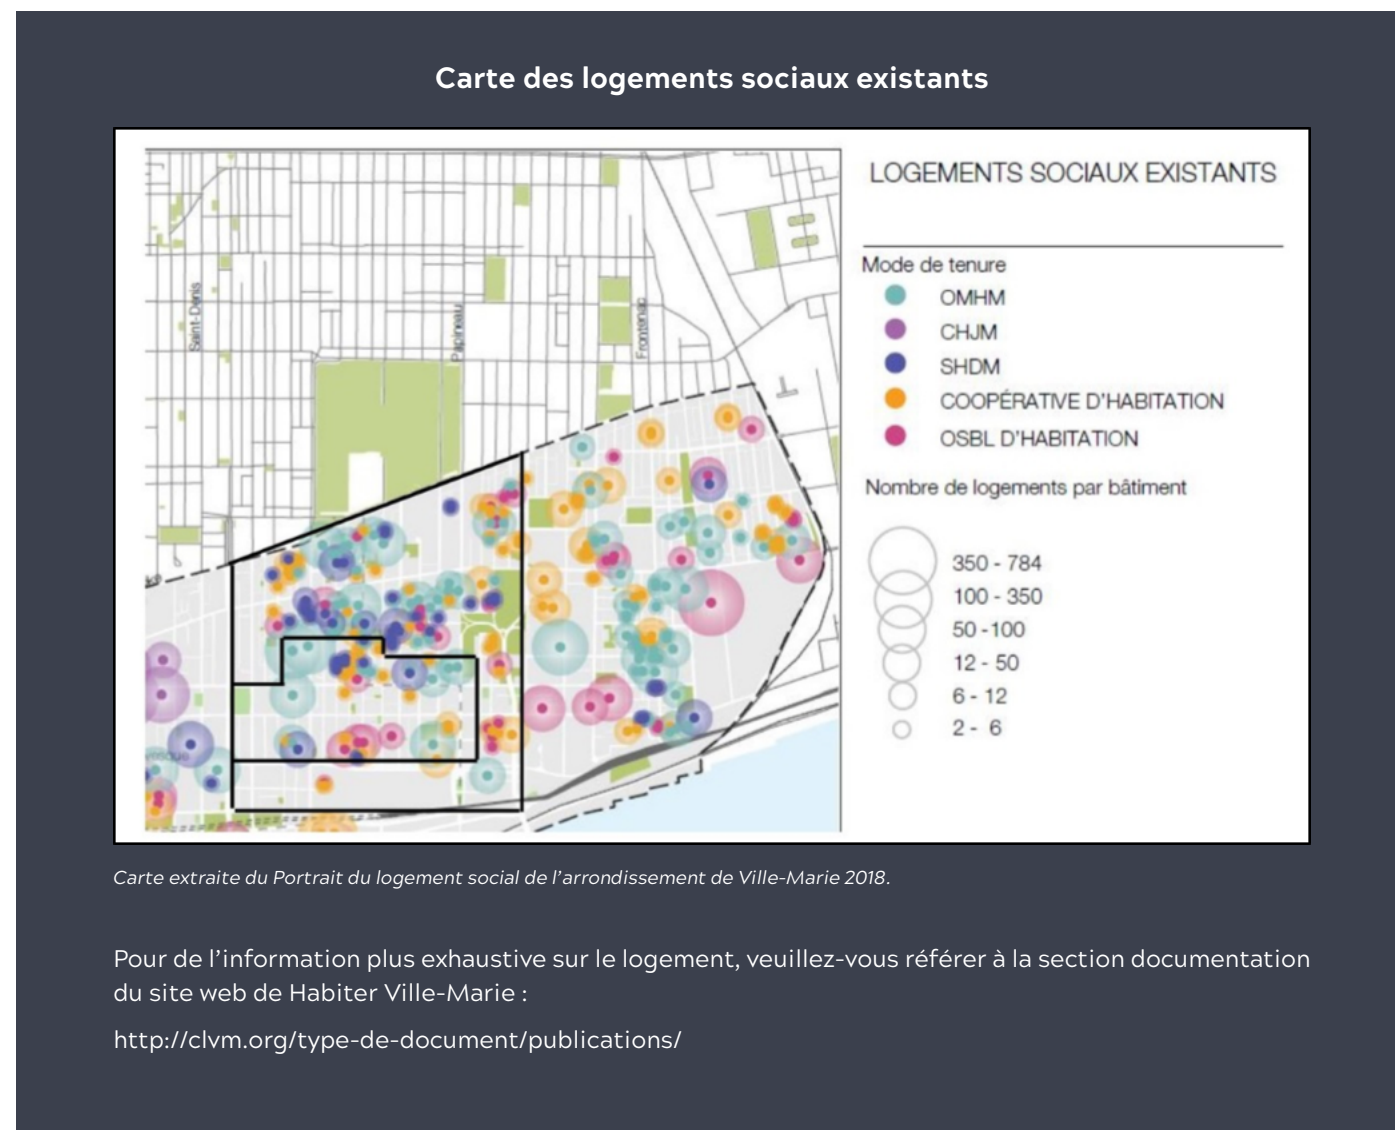 Carte des logements sociaux existants
LOGEMENTS SOCIAUX EXISTANTS
Mode de tenure
OMHM
CHJM
SHDM
COOPÉRATIVE D'HABITATION
OSBL D'HABITATION
Nombre de logements par bâtiment
350 - 784
100 - 350
50 -100
12 - 50
6 - 12
2 - 6
Saint-Denis
Papineau
Frontenac
Carte extraite du Portrait du logement social de l'arrondissement de Ville-Marie 2018.
Pour de l'information plus exhaustive sur le logement, veuillez-vous référer à la section documentation
du site web de Habiter Ville-Marie :
http://clvm.org/type-de-document/publications/